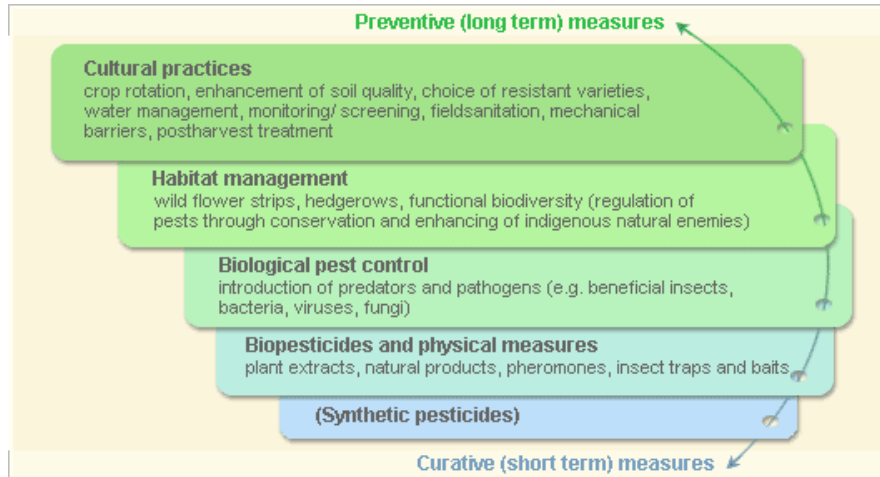 Preventive (long term) measures
Cultural practices
crop rotation, enhancement of soil quality, choice of resistant varieties,
water management, monitoring/ screening, fieldsanitation, mechanical
barriers, postharvest treatment
Habitat management
wild flower strips, hedgerows, functional biodiversity (regulation of
pests through conservation and enhancing of indigenous natural enemies)
Biological pest control
introduction of predators and pathogens (e.g. beneficial insects,
bacteria, viruses, fungi)
Biopesticides and physical measures
plant extracts, natural products, pheromones, insect traps and baits
(Synthetic pesticides)
Curative (short term) measures